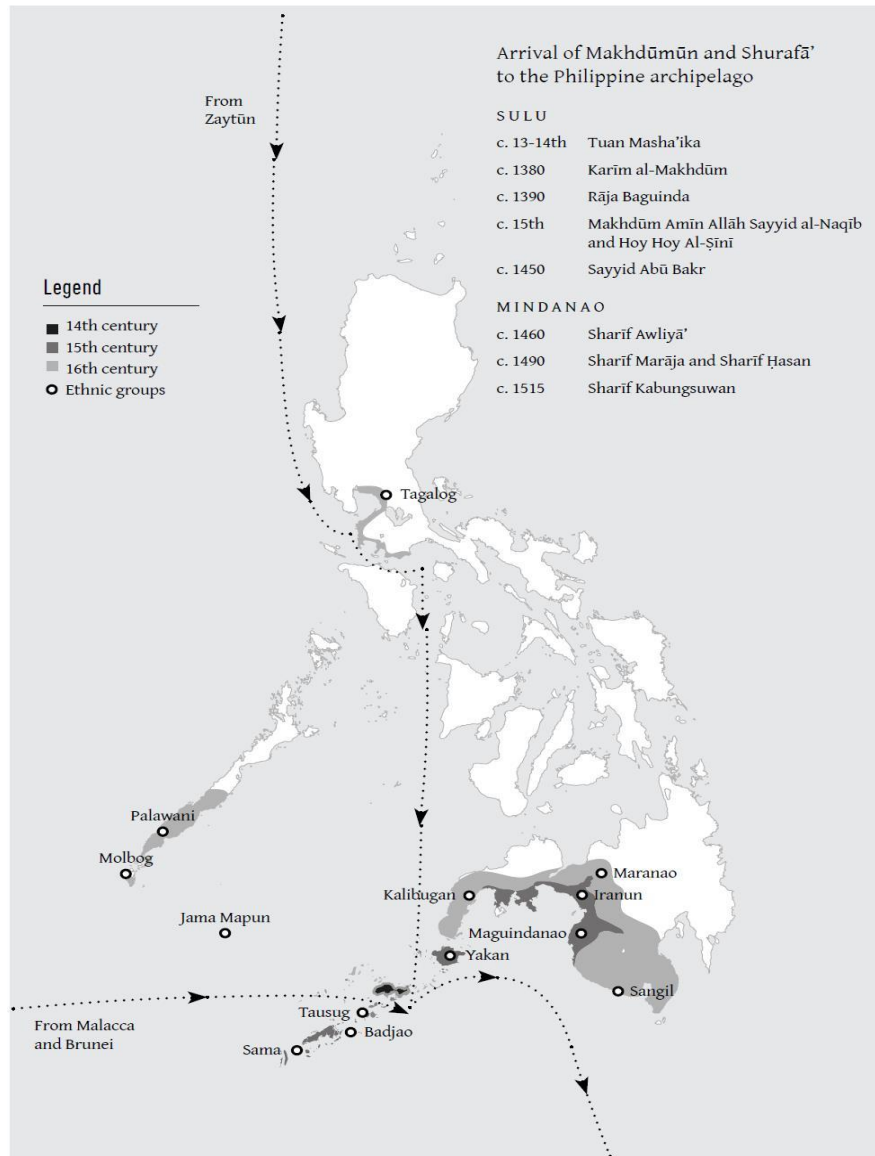 Arrival of Makhdūmūn and Shurafā’
to the Philippine archipelago
SULU
c. 13-14th Tuan Masha’ika
c. 1380 Karīm al-Makhdūm
c. 1390 Rāja Baguinda
c. 15th Makhdūm Amīn Allāh Sayyid al-Naqīb
and Hoy Hoy Al-Ṣīnī
c. 1450 Sayyid Abū Bakr
MINDANAO
c. 1460 Sharīf Awliyā’
c. 1490 Sharīf Marāja and Sharīf Ḥasan
c. 1515 Sharīf Kabungsuwan
From
Zaytūn
Legend
14th century
15th century
16th century
Ethnic groups
Tagalog
Palawani
Molbog
Jama Mapun
Kalibugan
Maranao
Iranun
Maguindanao
Yakan
Sangil
Tausug
Badjao
Sama
From Malacca
and Brunei